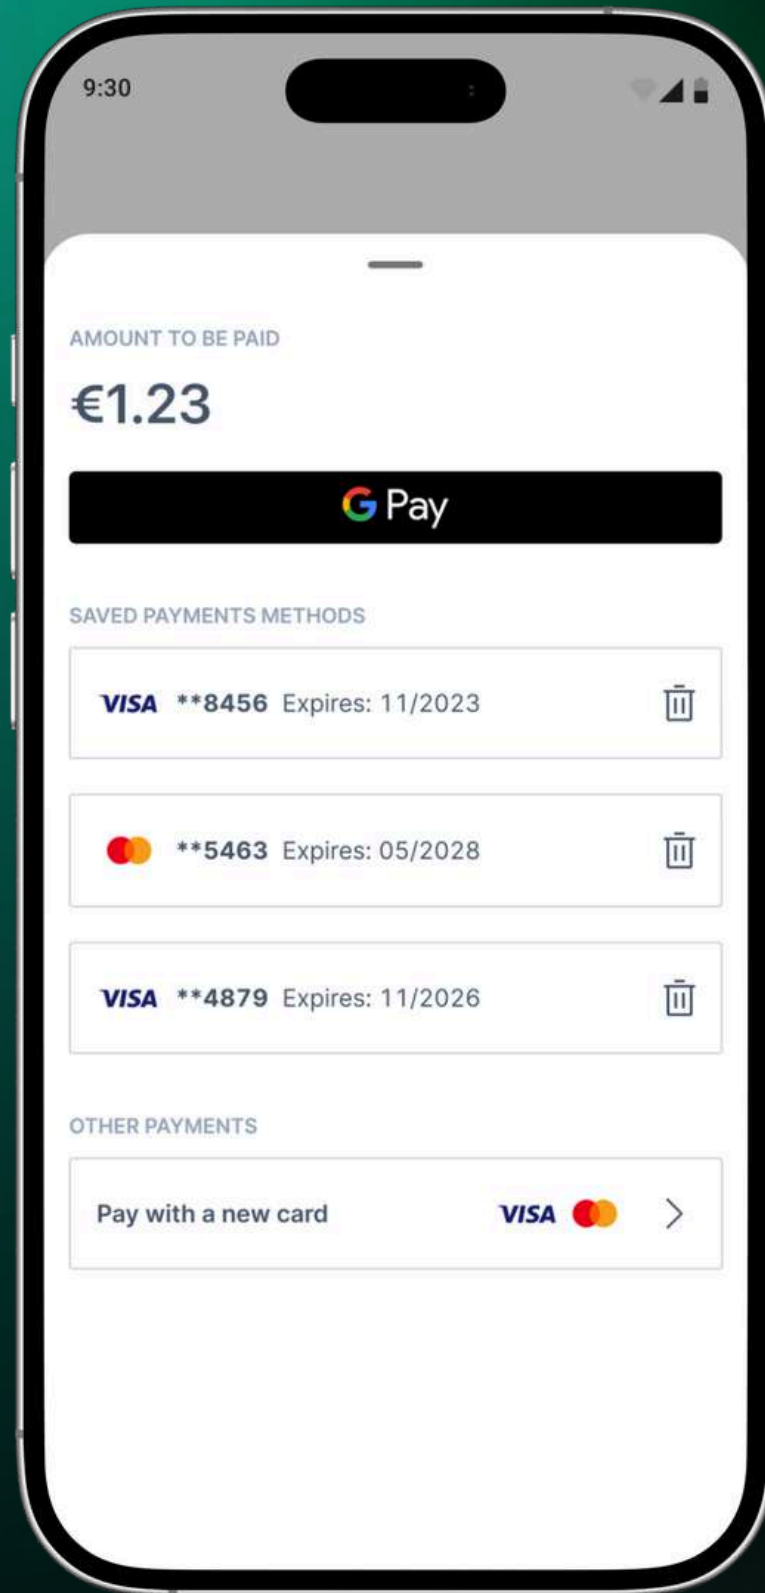 9:30
AMOUNT TO BE PAID
€1.23
G Pay
SAVED PAYMENTS METHODS
VISA **8456 Expires: 11/2023
**5463 Expires: 05/2028
VISA **4879 Expires: 11/2026
OTHER PAYMENTS
Pay with a new card VISA